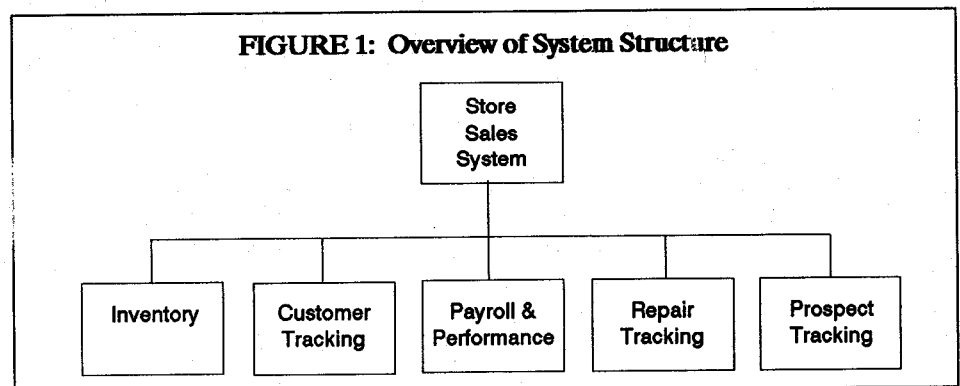 FIGURE 1: Overview of System Structure
Store
Sales
System
Inventory
Customer
Tracking
Payroll &
Performance
Repair
Tracking
Prospect
Tracking